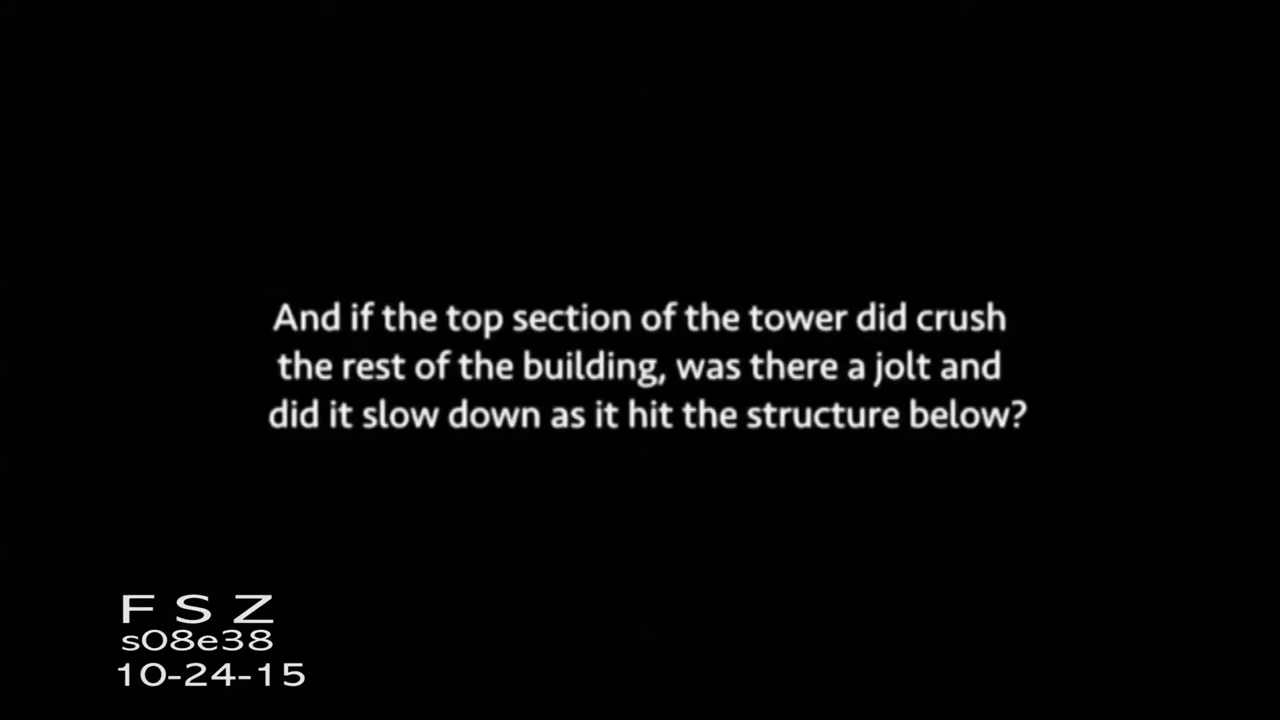 And if the top section of the tower did crush
the rest of the building, was there a jolt and
did it slow down as it hit the structure below?
F S Z
s08e38
10-24-15